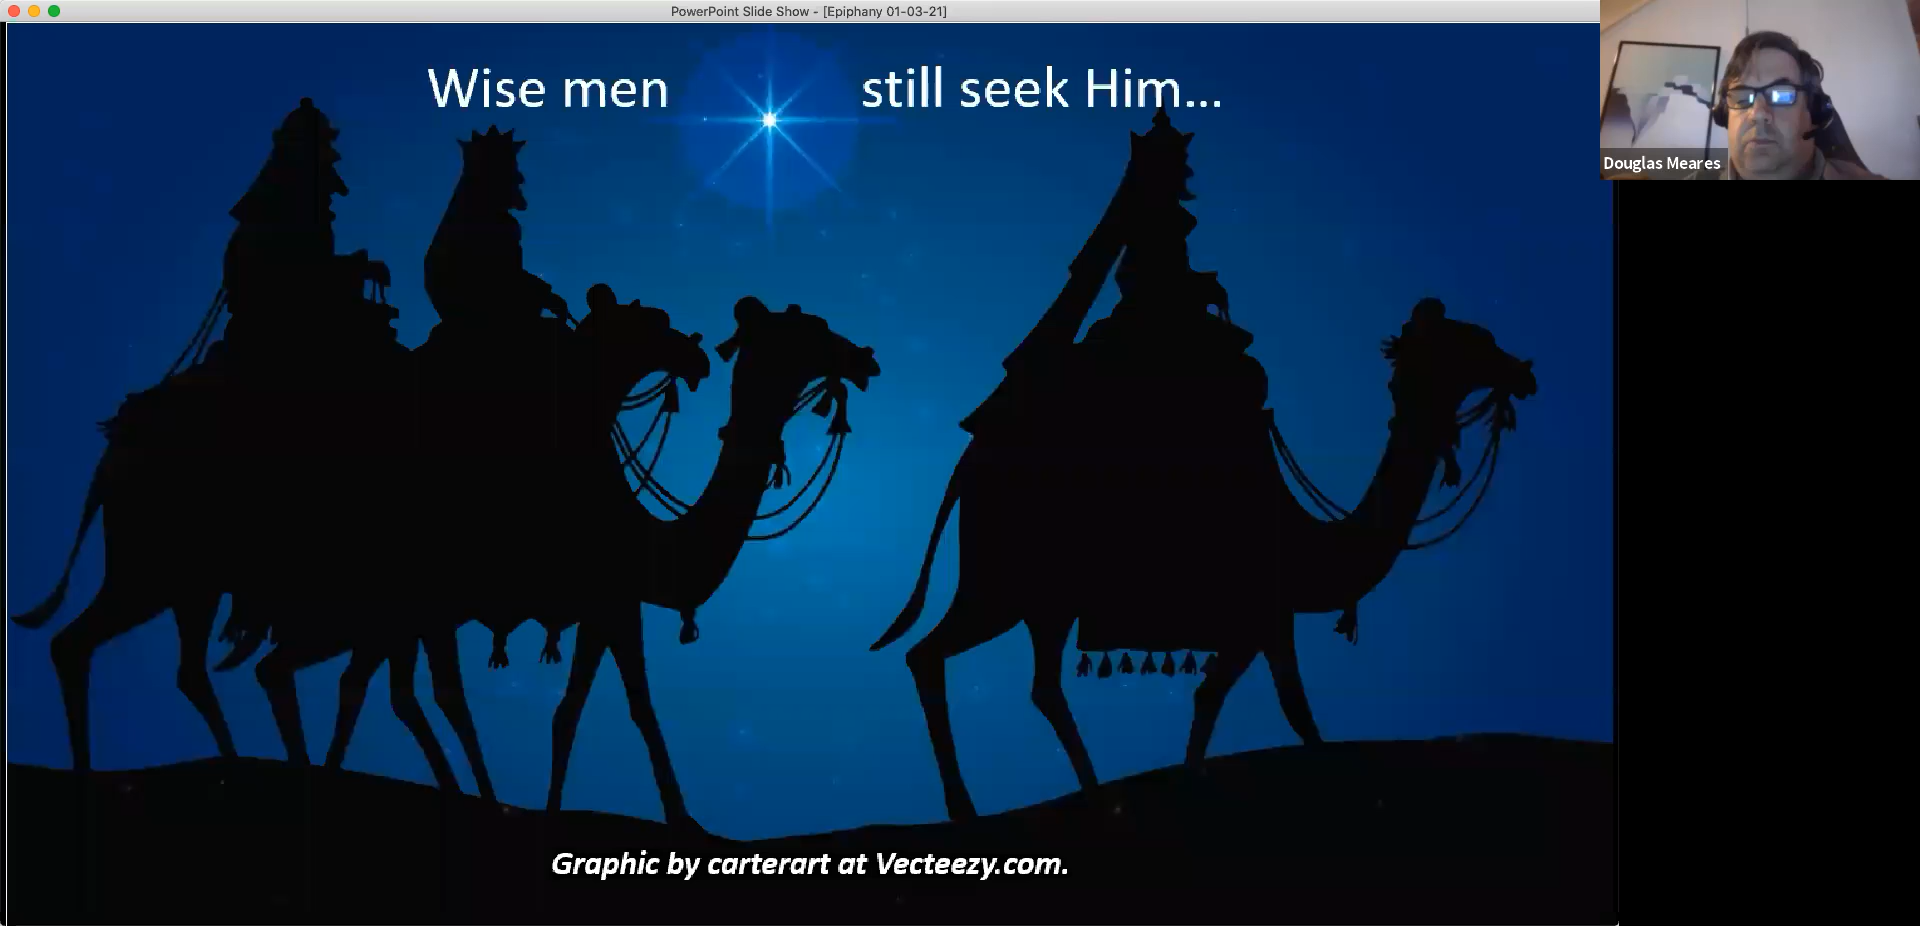 PowerPoint Slide Show - [Epiphany 01-03-21]
Wise men still seek Him...
Douglas Meares
Graphic by carterart at Vecteezy.com.